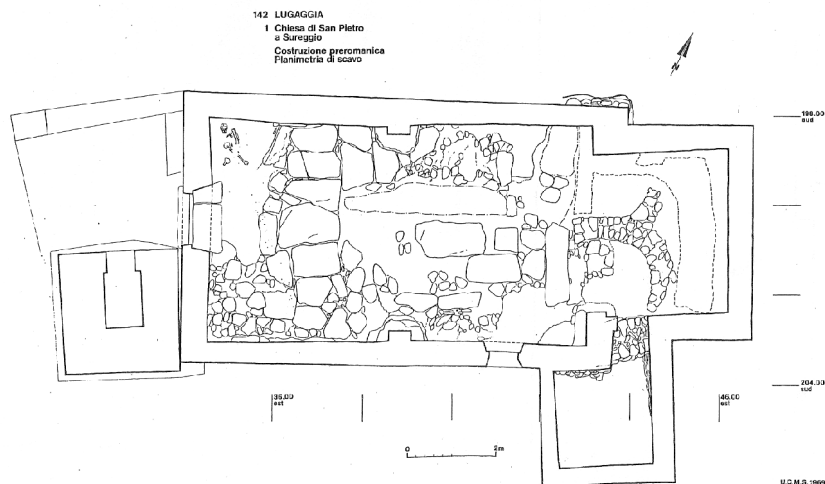 142 LUGAGGIA
1 Chiesa di San Pietro
a Sureggio
Costruzione preromanica
Planimetria di scavo
N
198.00
sud
204.00
sud
36.00
est
46.00
est
0 2m
U.C.M.S. 1969